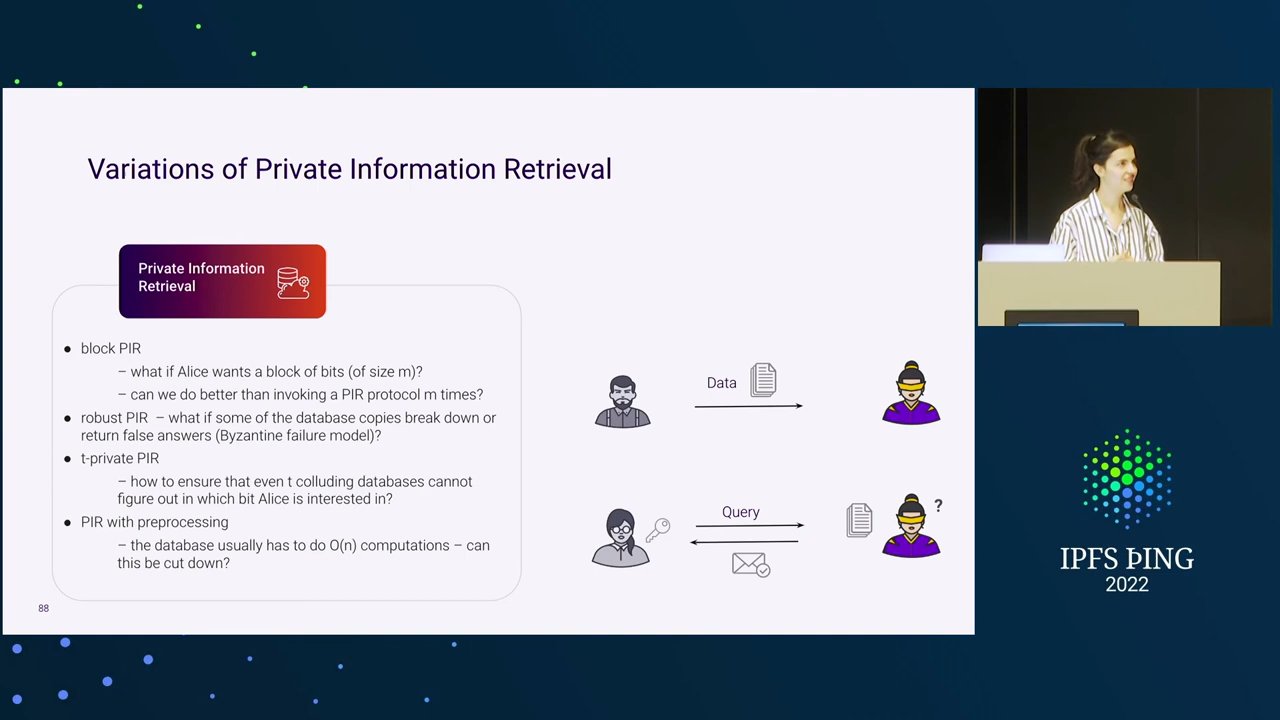 Variations of Private Information Retrieval
Private Information
Retrieval
● block PIR
– what if Alice wants a block of bits (of size m)?
– can we do better than invoking a PIR protocol m times?
● robust PIR – what if some of the database copies break down or
return false answers (Byzantine failure model)?
● t-private PIR
– how to ensure that even t colluding databases cannot
figure out in which bit Alice is interested in?
● PIR with preprocessing
– the database usually has to do O(n) computations – can
this be cut down?
88
Data
Query
?
IPFS ÞING
2022